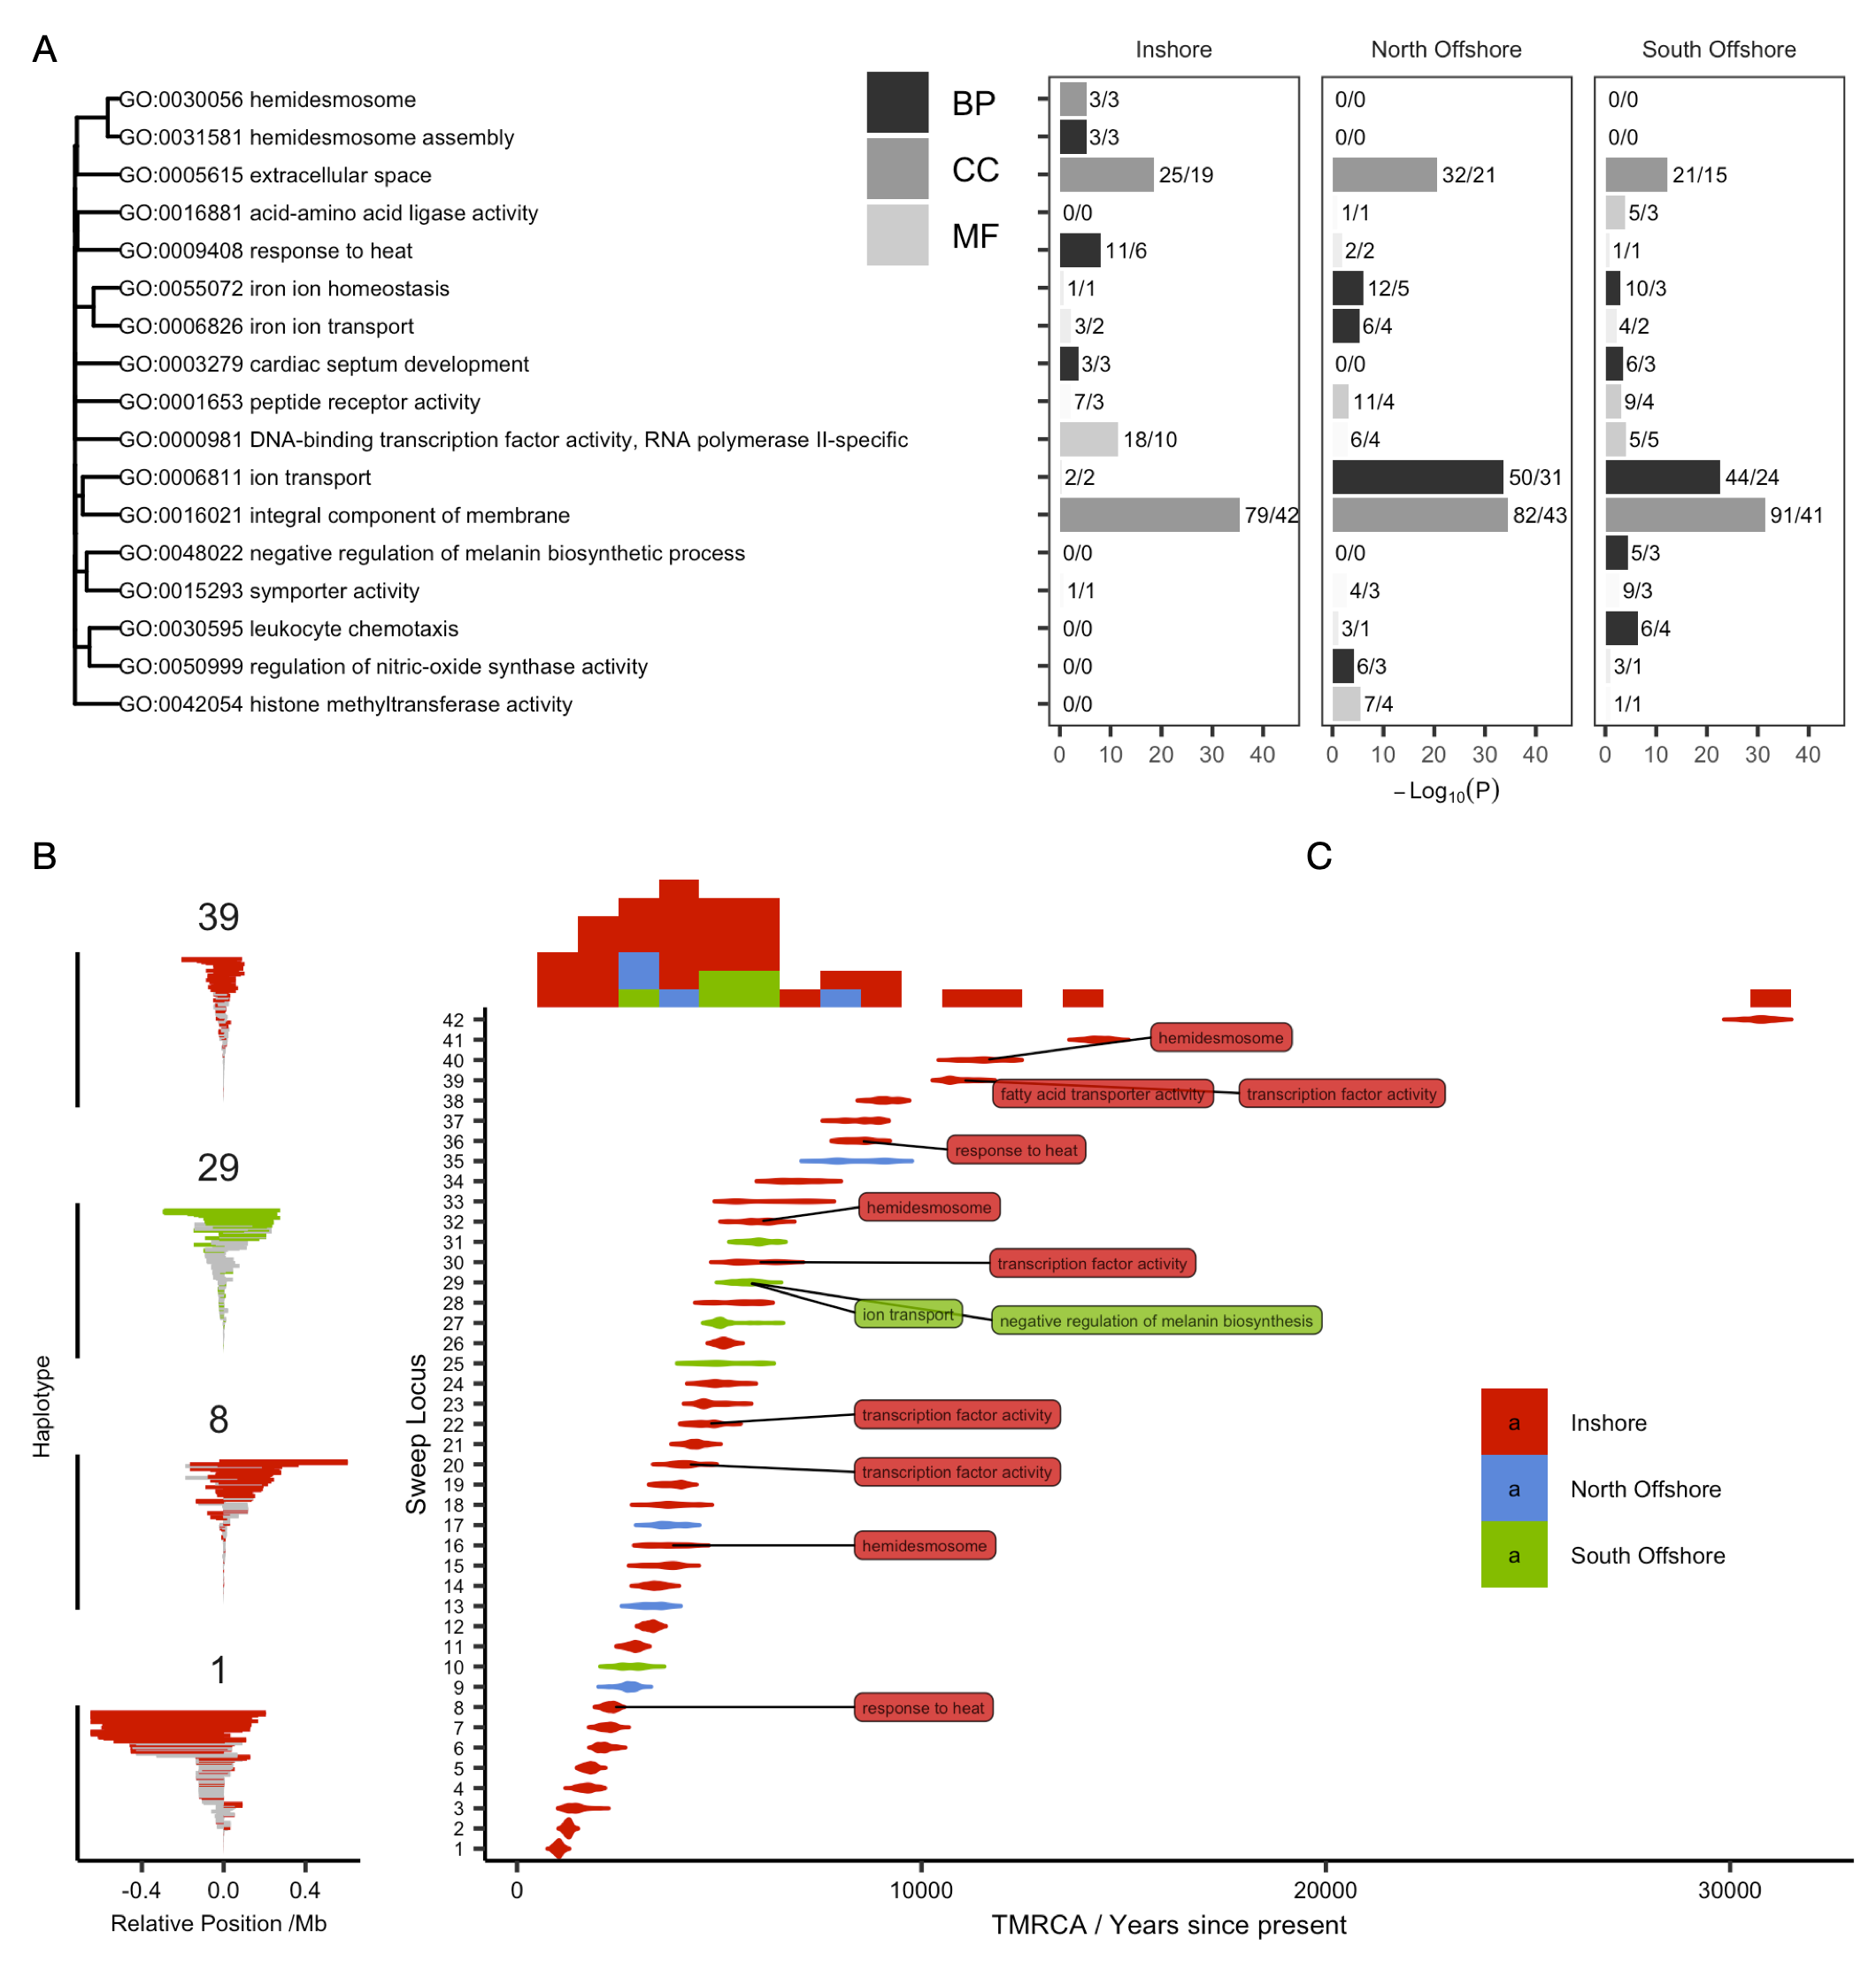 A
Inshore
North Offshore
South Offshore
BP
CC
MF
GO:0030056 hemidesmosome 3/3 0/0 0/0
GO:0031581 hemidesmosome assembly 3/3 0/0 0/0
GO:0005615 extracellular space 25/19 32/21 21/15
GO:0016881 acid-amino acid ligase activity 0/0 1/1 5/3
GO:0009408 response to heat 11/6 2/2 1/1
GO:0055072 iron ion homeostasis 1/1 12/5 10/3
GO:0006826 iron ion transport 3/2 6/4 4/2
GO:0003279 cardiac septum development 3/3 0/0 6/3
GO:0001653 peptide receptor activity 7/3 11/4 9/4
GO:0000981 DNA-binding transcription factor activity, RNA polymerase II-specific 18/10 6/4 5/5
GO:0006811 ion transport 2/2 50/31 44/24
GO:0016021 integral component of membrane 79/42 82/43 91/41
GO:0048022 negative regulation of melanin biosynthetic process 0/0 0/0 5/3
GO:0015293 symporter activity 1/1 4/3 9/3
GO:0030595 leukocyte chemotaxis 0/0 3/1 6/4
GO:0050999 regulation of nitric-oxide synthase activity 0/0 6/3 3/1
GO:0042054 histone methyltransferase activity 0/0 7/4 1/1
0 10 20 30 40
0 10 20 30 40
0 10 20 30 40
−Log10(P)
B
39
29
8
1
Haplotype
-0.4 0.0 0.4
Relative Position /Mb
C
Sweep Locus
42
41
hemidesmosome
40
39
fatty acid transporter activity
transcription factor activity
38
37
36
response to heat
35
34
33
hemidesmosome
32
31
30
transcription factor activity
29
28
ion transport
negative regulation of melanin biosynthesis
27
26
25
24
23
transcription factor activity
22
21
20
transcription factor activity
19
18
17
16
hemidesmosome
15
14
13
12
11
10
9
8
response to heat
7
6
5
4
3
2
1
a Inshore
a North Offshore
a South Offshore
0 10000 20000 30000
TMRCA / Years since present